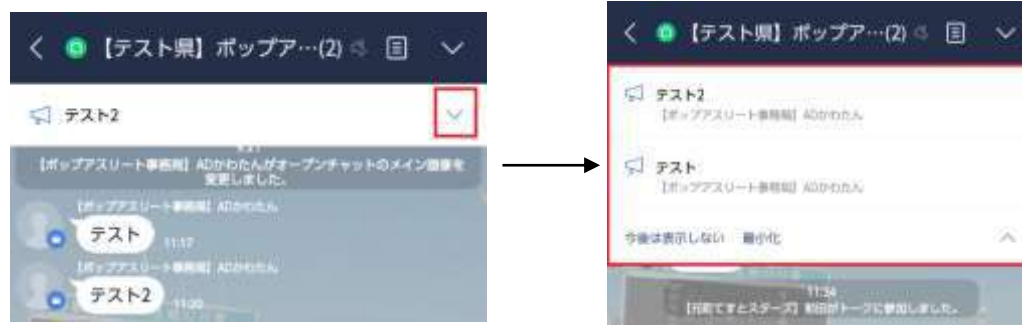 【テスト県】ポップア…(2)
テスト2
【ポップアスリート事務局】ADかわたんがオープンチャットのメイン画像を
変更しました。
【ポップアスリート事務局】ADかわたん
テスト
11:17
【ポップアスリート事務局】ADかわたん
テスト2
11:20
【テスト県】ポップア…(2)
テスト2
【ポップアスリート事務局】ADかわたん
テスト
【ポップアスリート事務局】ADかわたん
今後は表示しない 最小化
11:34